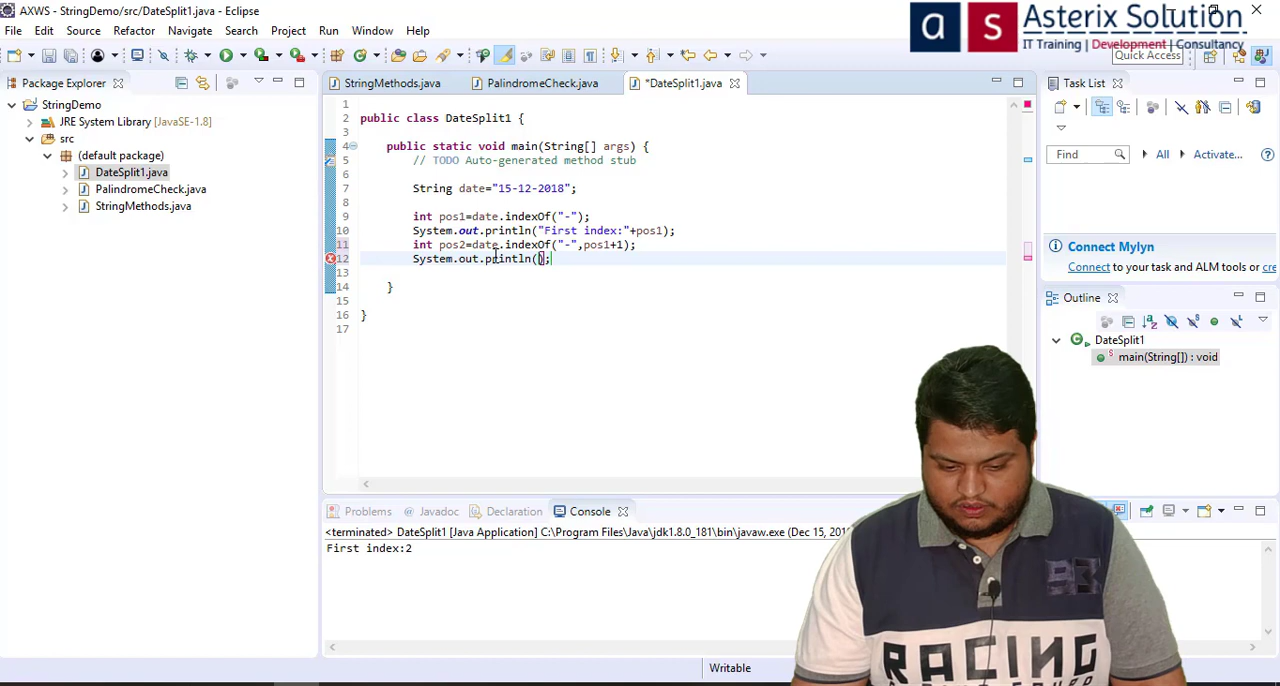 AXWS - StringDemo/src/DateSplit1.java - Eclipse
File Edit Source Refactor Navigate Search Project Run Window Help
as Asterix Solution
IT Training | Development | Consultancy
Quick Access
Package Explorer
StringDemo
JRE System Library [JavaSE-1.8]
src
(default package)
DateSplit1.java
PalindromeCheck.java
StringMethods.java
StringMethods.java PalindromeCheck.java *DateSplit1.java
1
2 public class DateSplit1 {
3
4 public static void main(String[] args) {
5 // TODO Auto-generated method stub
6
7 String date="15-12-2018";
8
9 int pos1=date.indexOf("-");
10 System.out.println("First index:"+pos1);
11 int pos2=date.indexOf("-",pos1+1);
12 System.out.println();
13
14 }
15
16 }
17
Task List
Find All Activate...
Connect Mylyn
Connect to your task and ALM tools or cre
Outline
DateSplit1
main(String[]) : void
Problems @ Javadoc Declaration Console
<terminated> DateSplit1 [Java Application] C:\Program Files\Java\jdk1.8.0_181\bin\javaw.exe (Dec 15, 20
First index:2
Writable
RACING